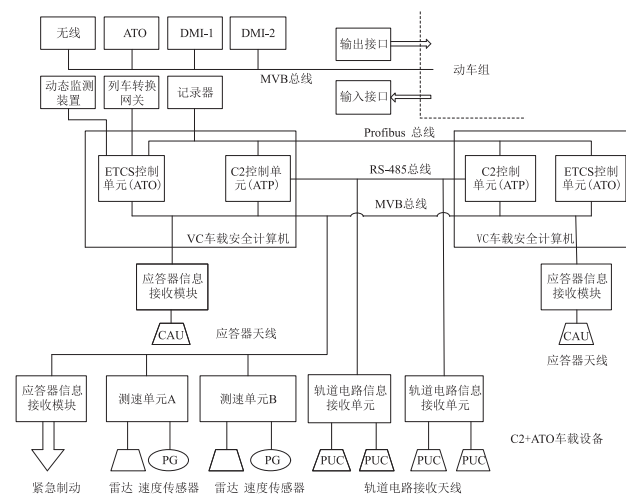 无线
ATO
DMI-1
DMI-2
输出接口
动车组
MVB总线
动态监测
装置
列车转换
网关
记录器
输入接口
Profibus 总线
ETCS控制
单元(ATO)
C2控制单
元(ATP)
RS-485总线
C2控制
单元(ATP)
ETCS控制
单元(ATO)
MVB总线
VC车载安全计算机
VC车载安全计算机
应答器信息
接收模块
应答器信息
接收模块
CAU
应答器天线
CAU
应答器天线
应答器信息
接收模块
测速单元A
测速单元B
轨道电路信息
接收单元
轨道电路信息
接收单元
C2+ATO车载设备
PG
PG
PUC
PUC
PUC
PUC
紧急制动
雷达 速度传感器
雷达 速度传感器
轨道电路接收天线